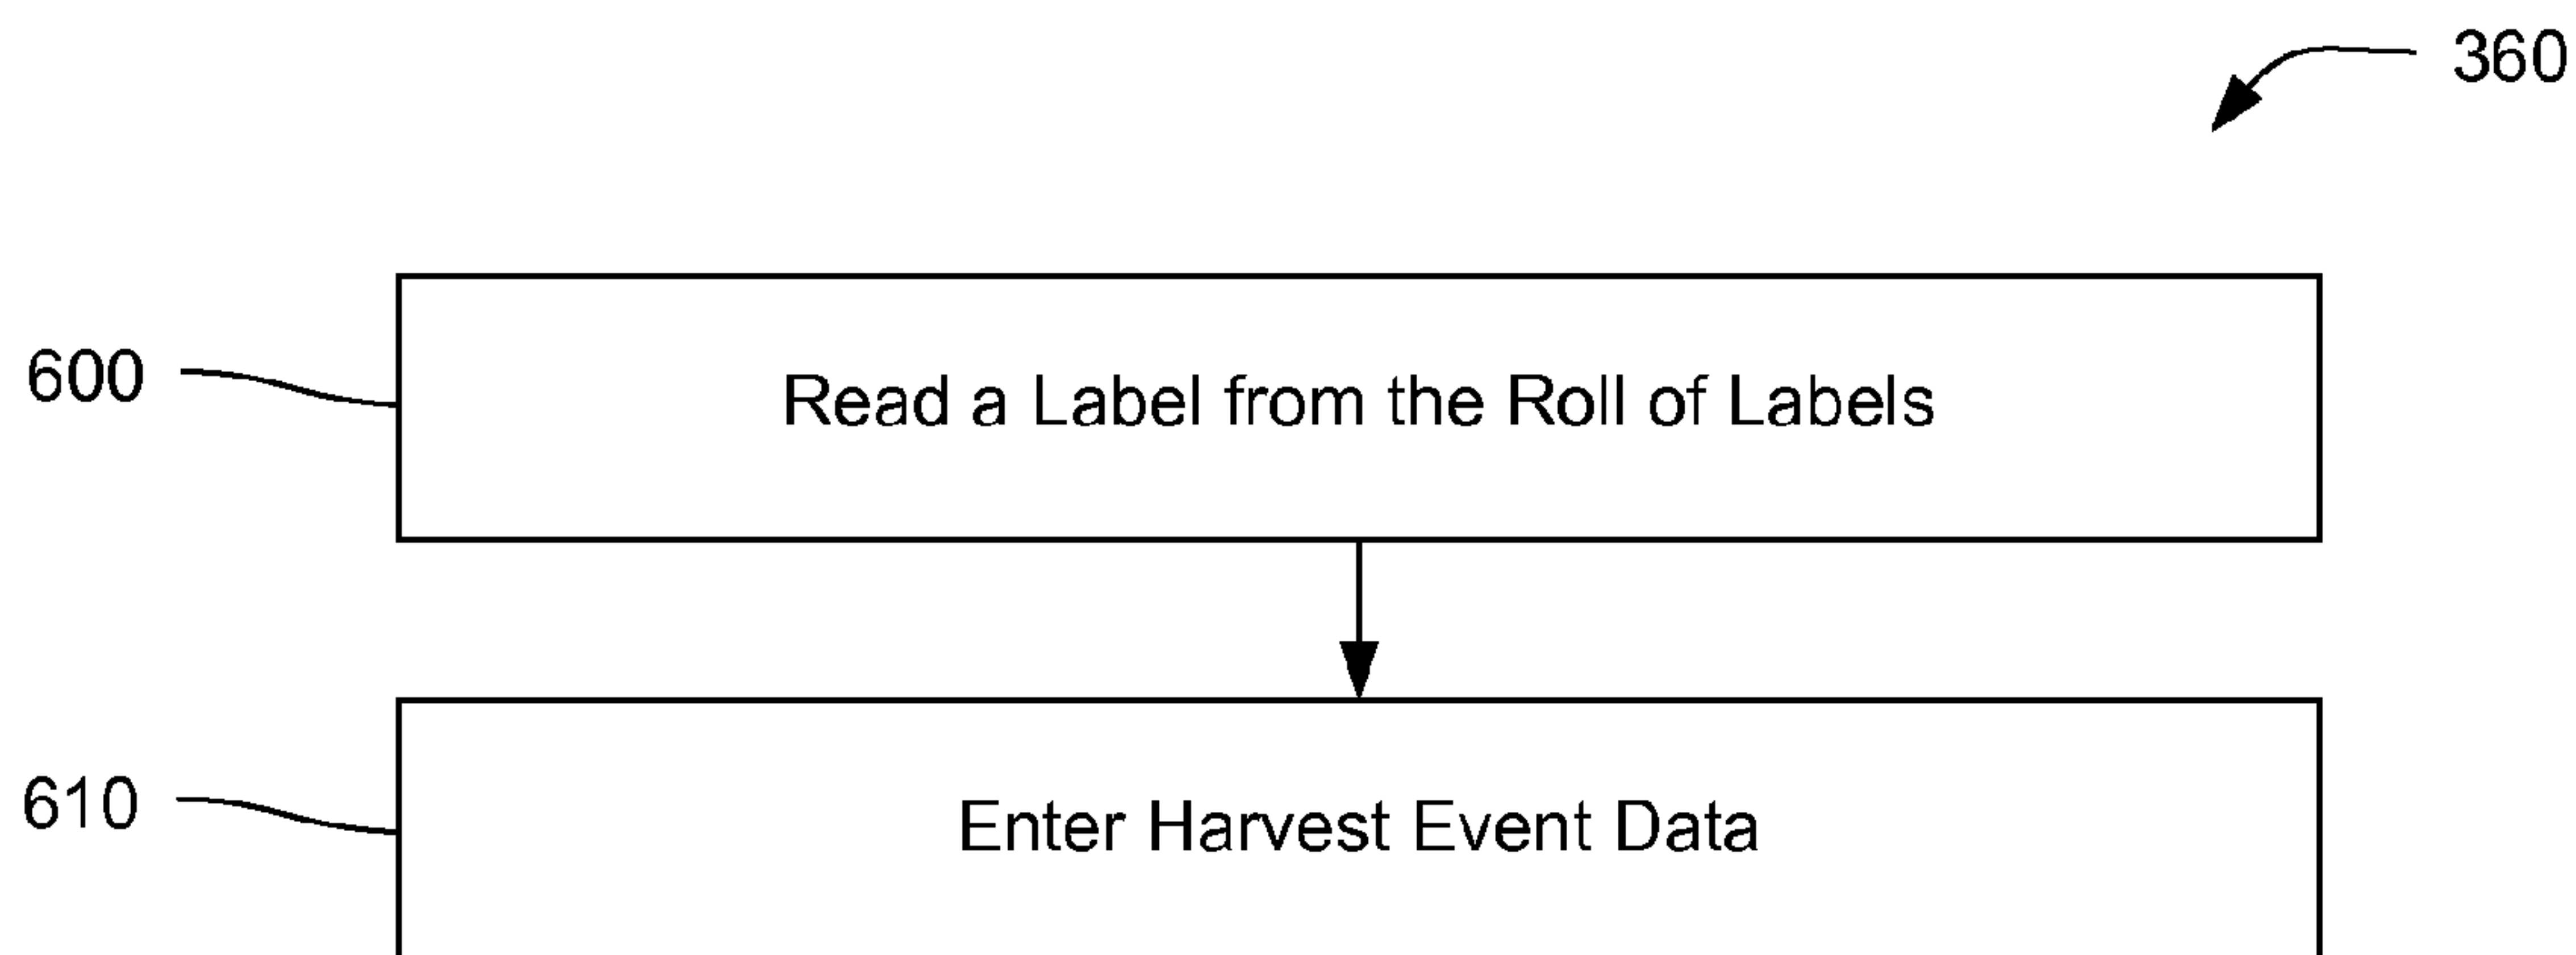 360
600
Read a Label from the Roll of Labels
610
Enter Harvest Event Data